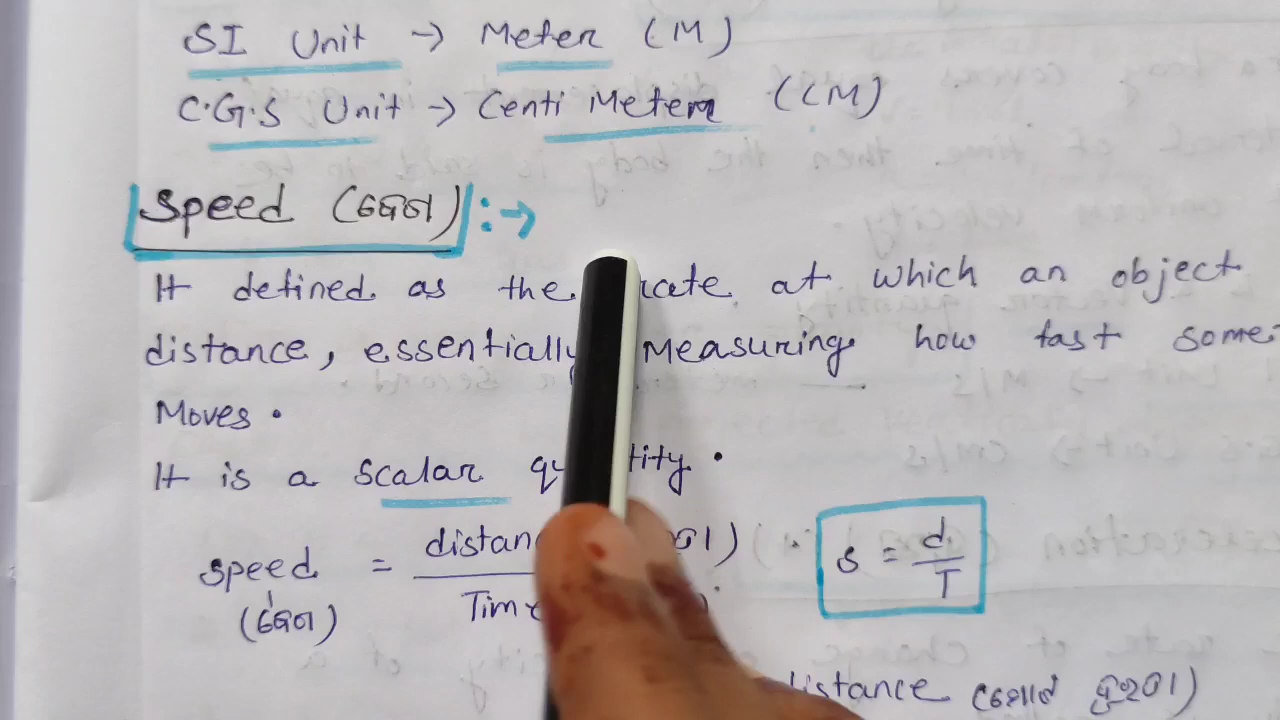 SI Unit → Meter (M)
C.G.S Unit → Centi Meter (CM)
Speed (ବେଗ) :→
It defined as the rate at which an object
distance, essentially measuring how fast some
Moves.
It is a scalar quantity.
speed = distance
Time
(ବେଗ)
s = d/T
distance